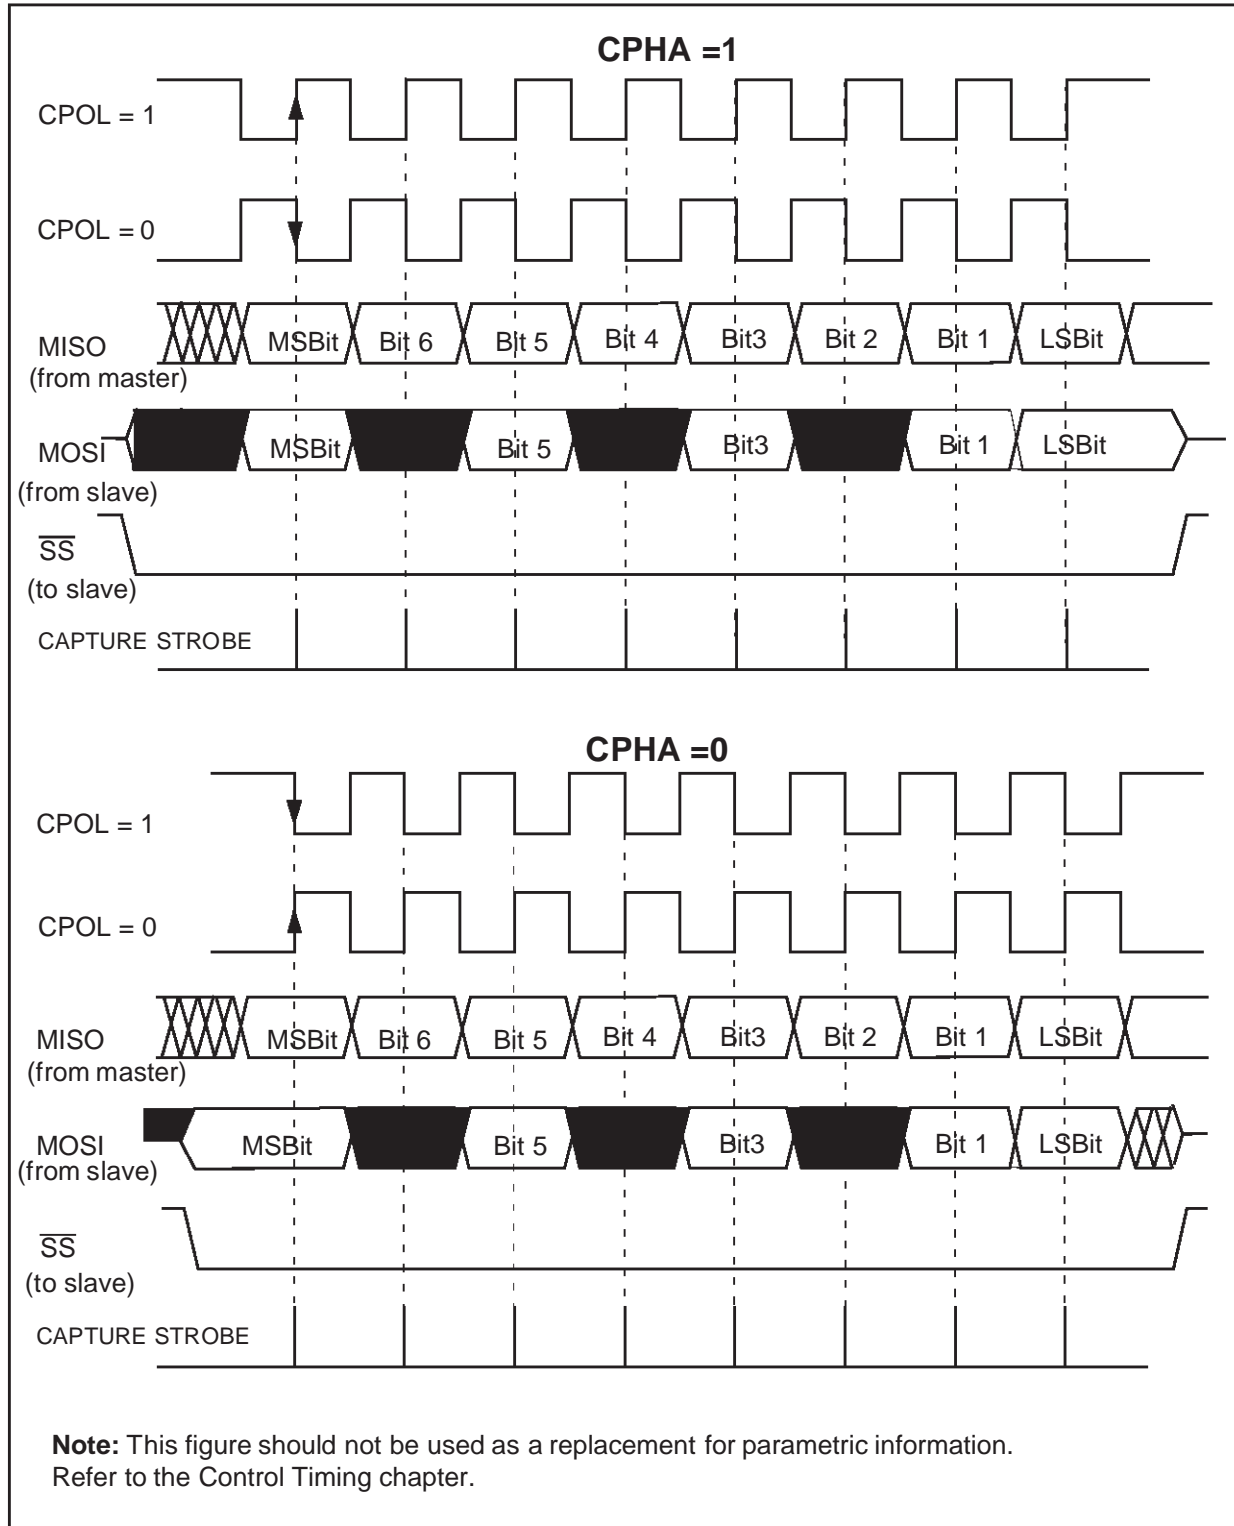 CPHA =1
CPOL = 1
CPOL = 0
MISO
(from master)
MSBit Bit 6 Bit 5 Bit 4 Bit3 Bit 2 Bit 1 LSBit
MOSI
(from slave)
MSBit Bit 5 Bit3 Bit 1 LSBit
SS
(to slave)
CAPTURE STROBE
CPHA =0
CPOL = 1
CPOL = 0
MISO
(from master)
MSBit Bit 6 Bit 5 Bit 4 Bit3 Bit 2 Bit 1 LSBit
MOSI
(from slave)
MSBit Bit 5 Bit3 Bit 1 LSBit
SS
(to slave)
CAPTURE STROBE
Note: This figure should not be used as a replacement for parametric information.
Refer to the Control Timing chapter.